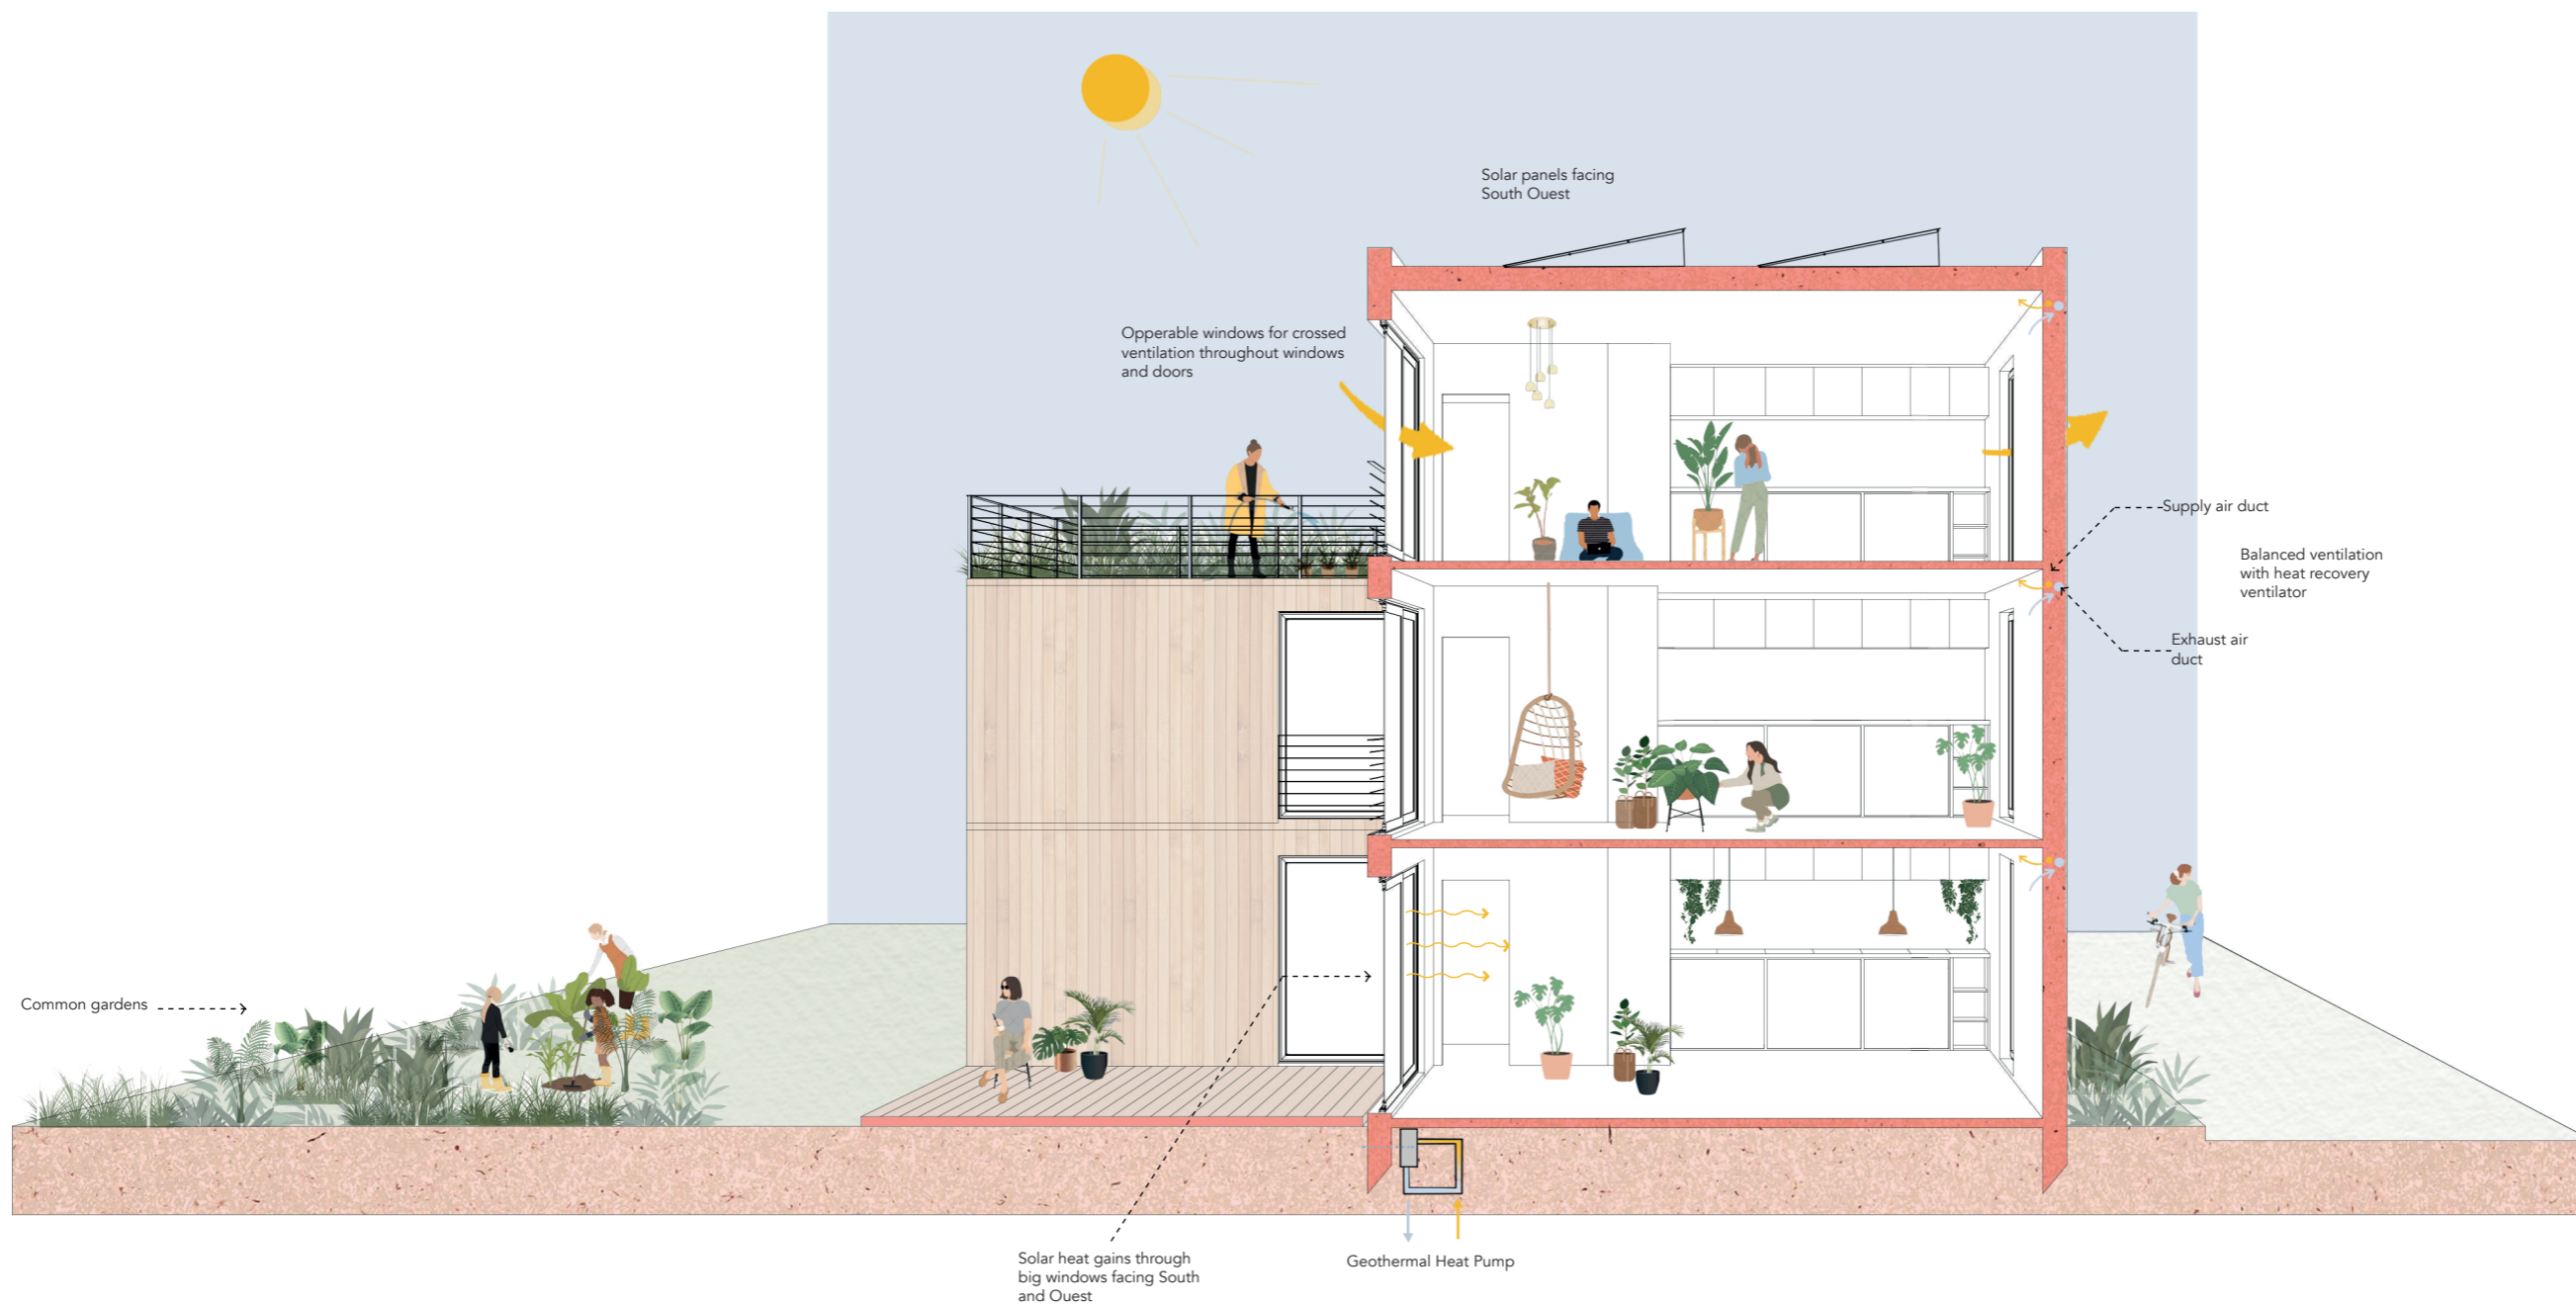 Solar panels facing
South Ouest
Opperable windows for crossed
ventilation throughout windows
and doors
Supply air duct
Balanced ventilation
with heat recovery
ventilator
Exhaust air
duct
Common gardens
Solar heat gains through
big windows facing South
and Ouest
Geothermal Heat Pump